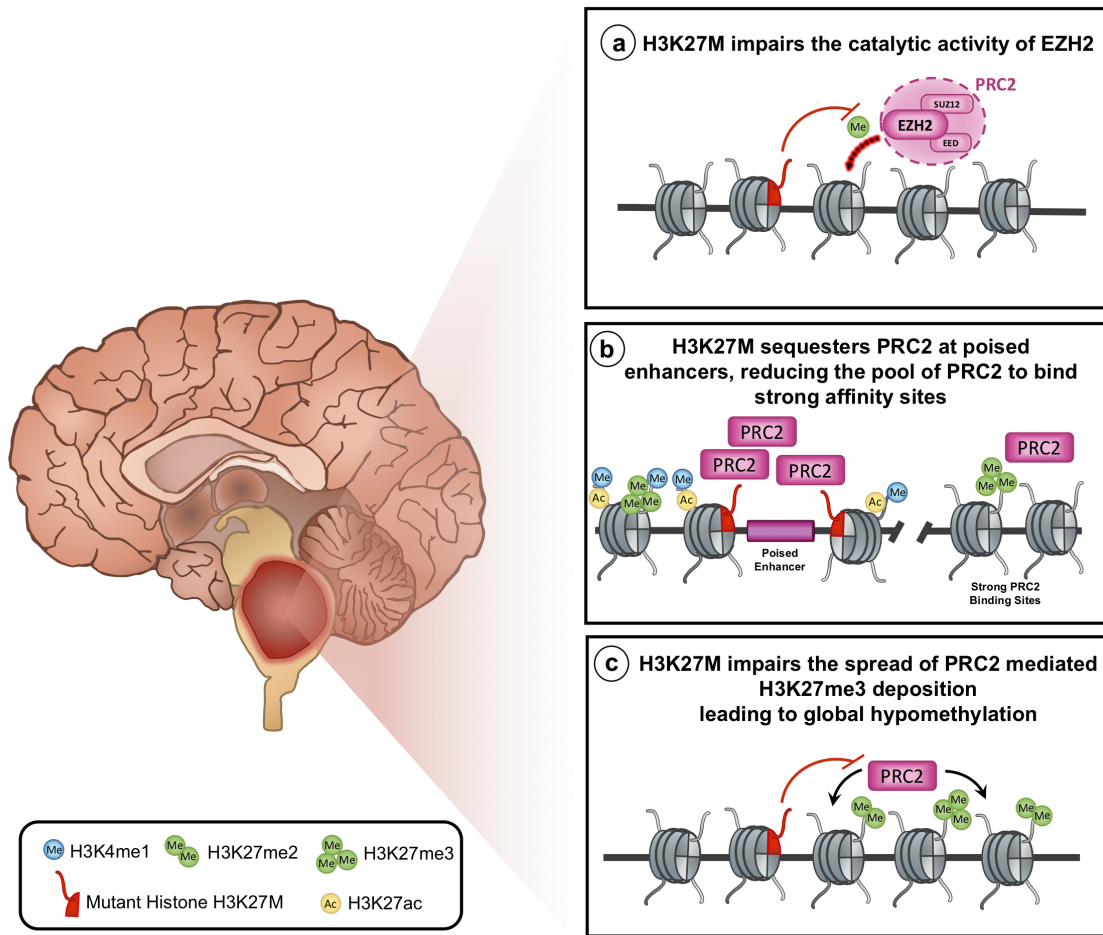 a
H3K27M impairs the catalytic activity of EZH2
PRC2
SUZ12
Me
EZH2
EED
b
H3K27M sequesters PRC2 at poised
enhancers, reducing the pool of PRC2 to bind
strong affinity sites
PRC2
PRC2
PRC2
PRC2
Me
Me
Me
Me
Me
Ac
Me
Me
Ac
Ac
Me
Me
Me
Me
Poised
Enhancer
Strong PRC2
Binding Sites
c
H3K27M impairs the spread of PRC2 mediated
H3K27me3 deposition
leading to global hypomethylation
PRC2
Me
Me
Me
Me
Me
Me
Me
Me H3K4me1
Me Me H3K27me2
Me Me Me H3K27me3
Mutant Histone H3K27M
Ac H3K27ac